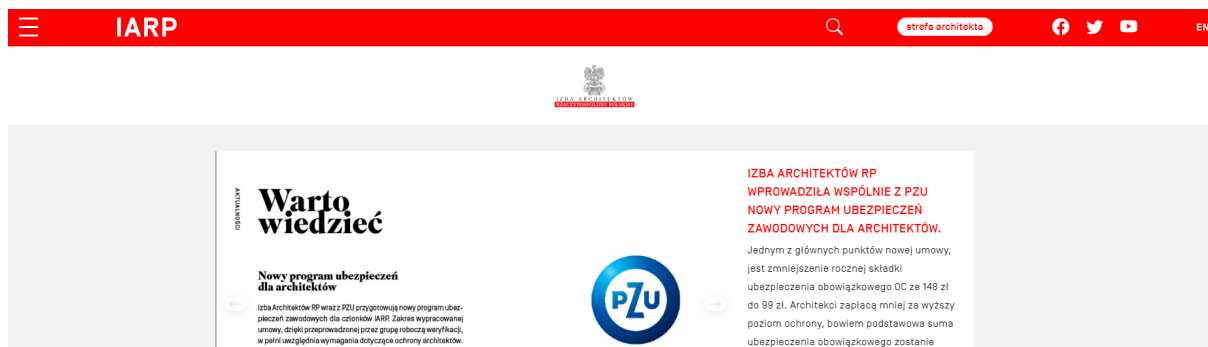 IARP
strefa architekta
EN
IZBA ARCHITEKTÓW
RZECZYPOSPOLITEJ POLSKIEJ
AKTUALNOŚCI
Warto
wiedzieć
Nowy program ubezpieczeń
dla architektów
Izba Architektów RP wraz z PZU przygotowują nowy program ubez-
pieczeń zawodowych dla członków IARP. Zakres wypracowanej
umowy, dzięki przeprowadzonej przez grupę roboczą weryfikacji,
w pełni uwzględnia wymagania dotyczące ochrony architektów.
PZU
IZBA ARCHITEKTÓW RP
WPROWADZIŁA WSPÓLNIE Z PZU
NOWY PROGRAM UBEZPIECZEŃ
ZAWODOWYCH DLA ARCHITEKTÓW.
Jednym z głównych punktów nowej umowy,
jest zmniejszenie rocznej składki
ubezpieczenia obowiązkowego OC ze 148 zł
do 99 zł. Architekci zapłacą mniej za wyższy
poziom ochrony, bowiem podstawowa suma
ubezpieczenia obowiązkowego zostanie